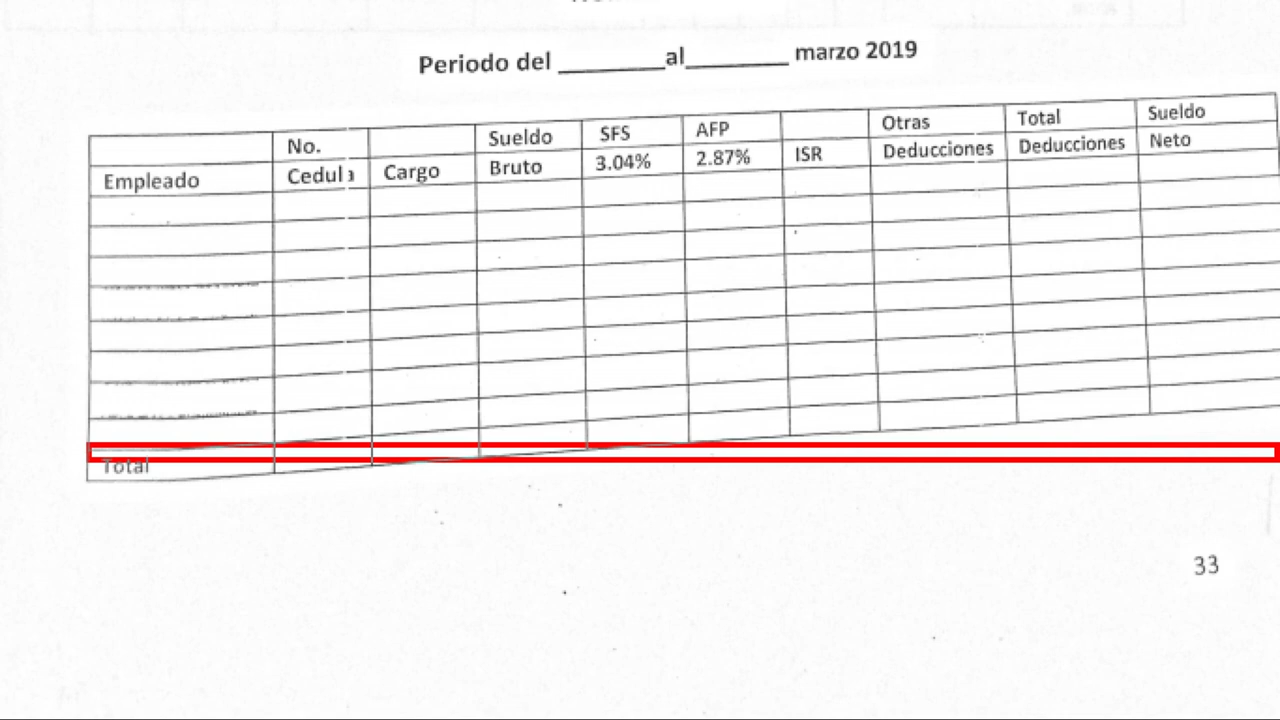 Periodo del ________al________ marzo 2019
Empleado No. Cedula Cargo Sueldo Bruto SFS 3.04% AFP 2.87% ISR Otras Deducciones Total Deducciones Sueldo Neto
Total
33